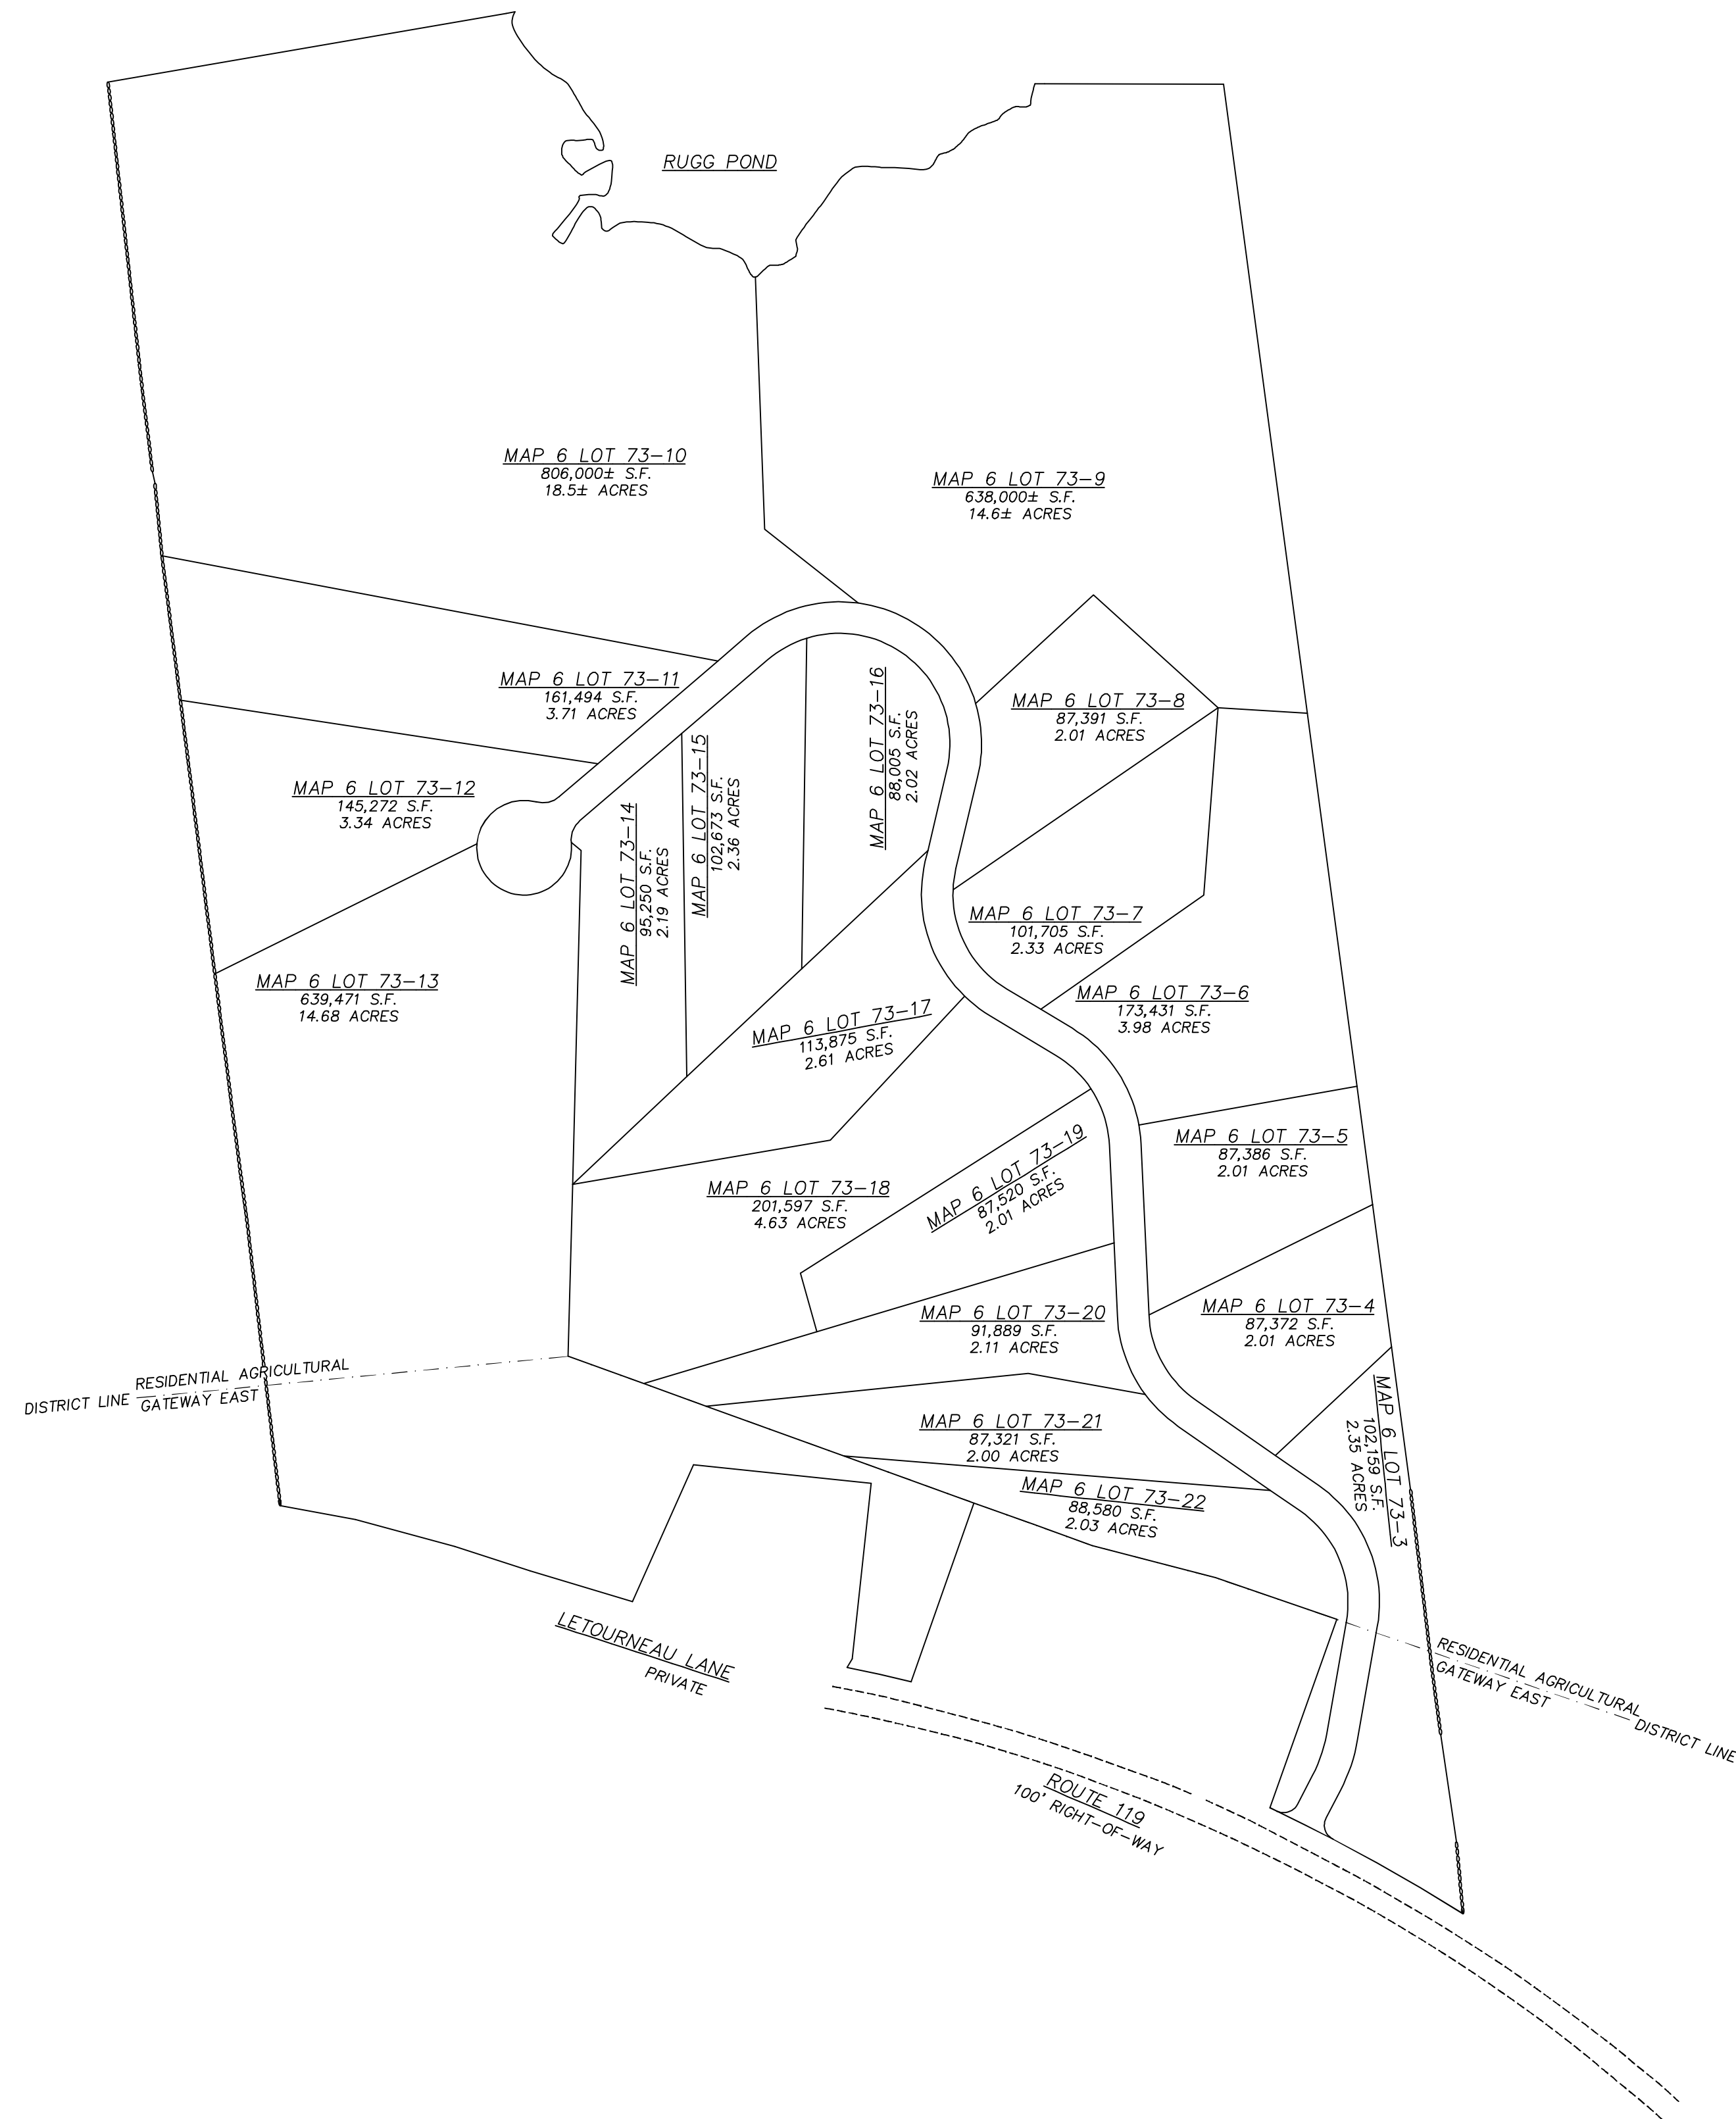 RUGG POND
MAP 6 LOT 73-10
806,000± S.F.
18.5± ACRES
MAP 6 LOT 73-9
638,000± S.F.
14.6± ACRES
MAP 6 LOT 73-11
161,494 S.F.
3.71 ACRES
MAP 6 LOT 73-8
87,391 S.F.
2.01 ACRES
MAP 6 LOT 73-16
88,005 S.F.
2.02 ACRES
MAP 6 LOT 73-15
102,673 S.F.
2.36 ACRES
MAP 6 LOT 73-12
145,272 S.F.
3.34 ACRES
MAP 6 LOT 73-14
95,250 S.F.
2.19 ACRES
MAP 6 LOT 73-7
101,705 S.F.
2.33 ACRES
MAP 6 LOT 73-13
639,471 S.F.
14.68 ACRES
MAP 6 LOT 73-6
173,431 S.F.
3.98 ACRES
MAP 6 LOT 73-17
113,875 S.F.
2.61 ACRES
MAP 6 LOT 73-5
87,386 S.F.
2.01 ACRES
MAP 6 LOT 73-19
87,520 S.F.
2.01 ACRES
MAP 6 LOT 73-18
201,597 S.F.
4.63 ACRES
MAP 6 LOT 73-20
91,889 S.F.
2.11 ACRES
MAP 6 LOT 73-4
87,372 S.F.
2.01 ACRES
RESIDENTIAL AGRICULTURAL
DISTRICT LINE
GATEWAY EAST
MAP 6 LOT 73-3
102,159 S.F.
2.35 ACRES
MAP 6 LOT 73-21
87,321 S.F.
2.00 ACRES
MAP 6 LOT 73-22
88,580 S.F.
2.03 ACRES
LETOURNEAU LANE
PRIVATE
RESIDENTIAL AGRICULTURAL
GATEWAY EAST
DISTRICT LINE
ROUTE 119
100' RIGHT-OF-WAY